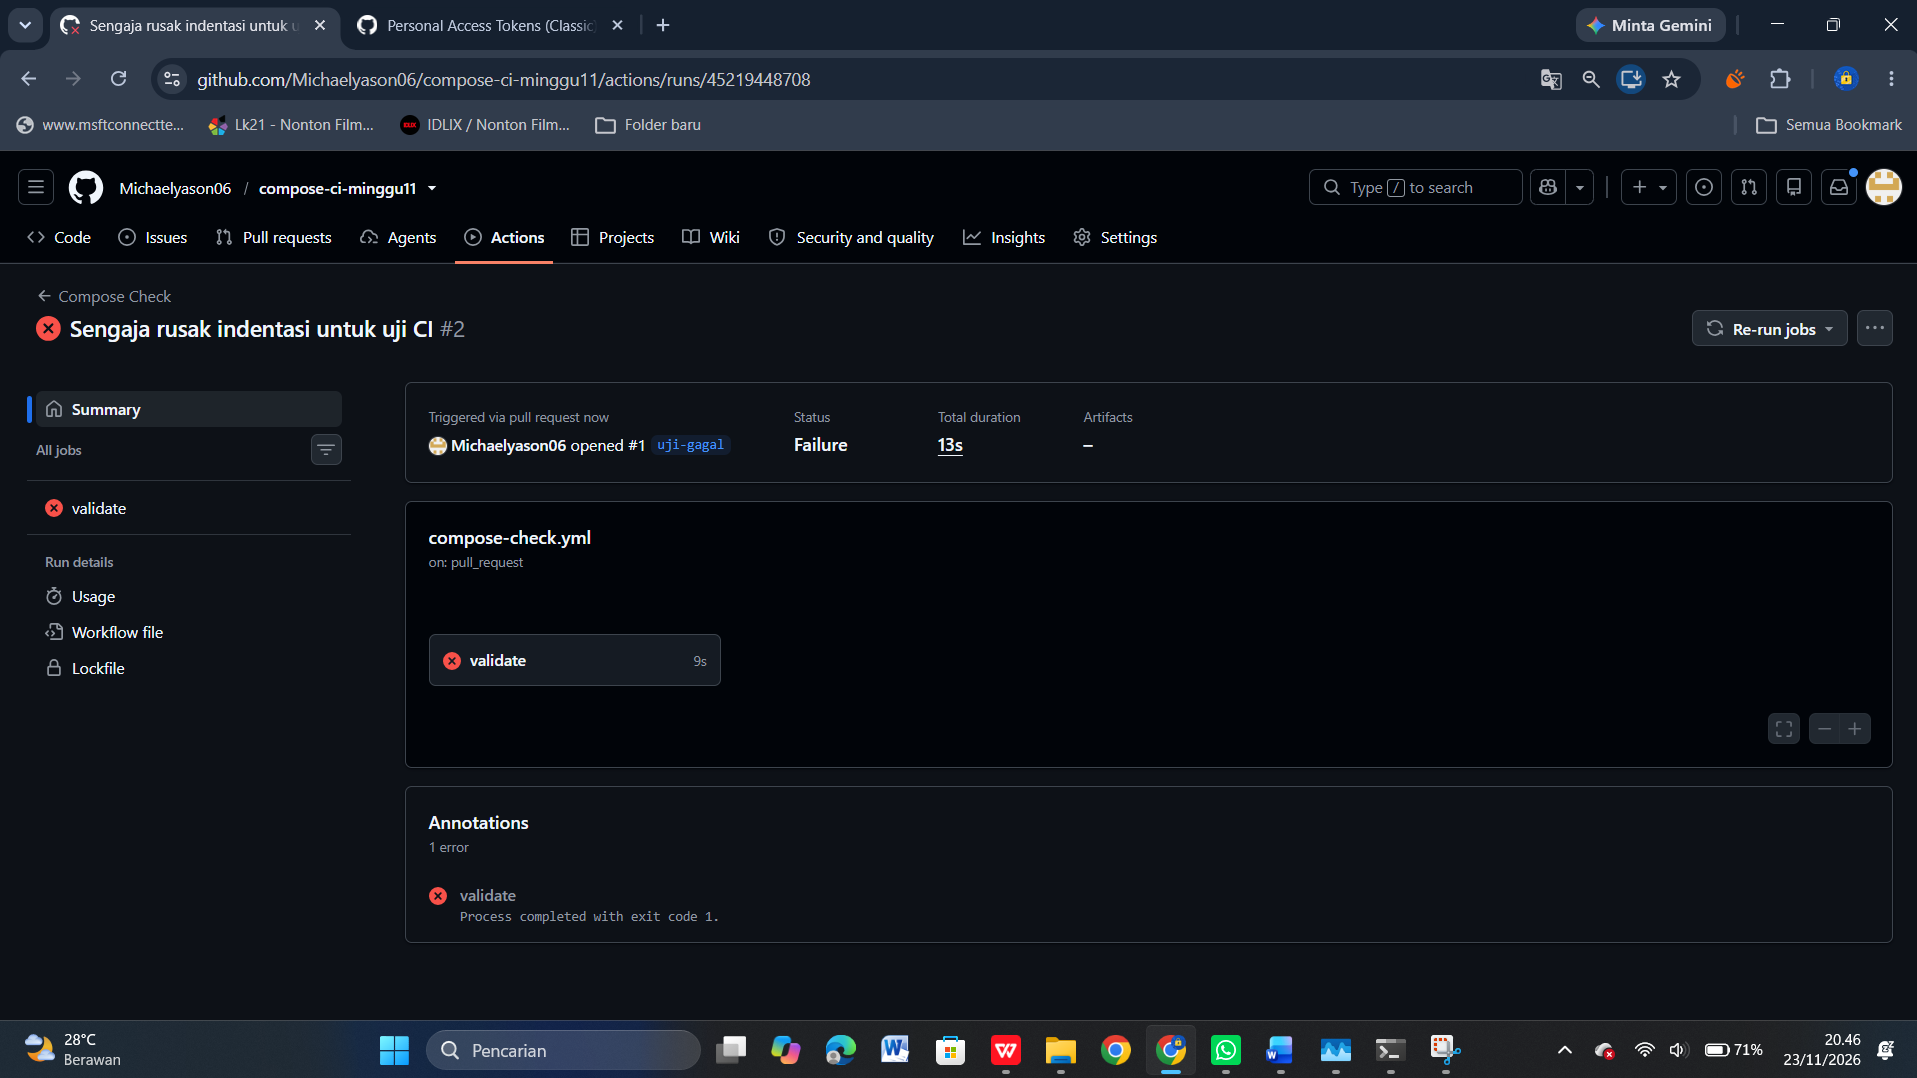 Sengaja rusak indentasi untuk u
Personal Access Tokens (Classic)
Minta Gemini
github.com/Michaelyason06/compose-ci-minggu11/actions/runs/45219448708
www.msftconnectte...
Lk21 - Nonton Film...
IDLIX / Nonton Film...
Folder baru
Semua Bookmark
Michaelyason06 / compose-ci-minggu11
Type / to search
Code
Issues
Pull requests
Agents
Actions
Projects
Wiki
Security and quality
Insights
Settings
Compose Check
Sengaja rusak indentasi untuk uji CI #2
Re-run jobs
Summary
All jobs
validate
Run details
Usage
Workflow file
Lockfile
Triggered via pull request now
Michaelyason06 opened #1 uji-gagal
Status
Failure
Total duration
13s
Artifacts
–
compose-check.yml
on: pull_request
validate 9s
Annotations
1 error
validate
Process completed with exit code 1.
28°C
Berawan
Pencarian
71%
20.46
23/11/2026